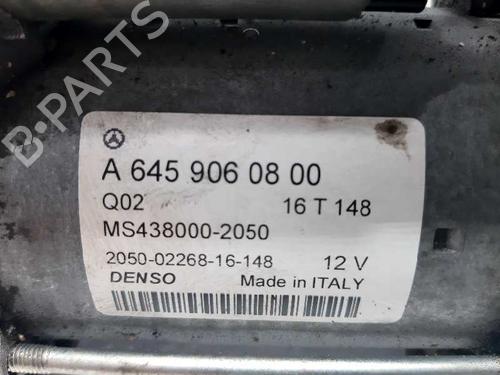 B-PARTS
A 645 906 08 00
Q02 16 T 148
MS438000-2050
2050-02268-16-148 12 V
DENSO Made in ITALY